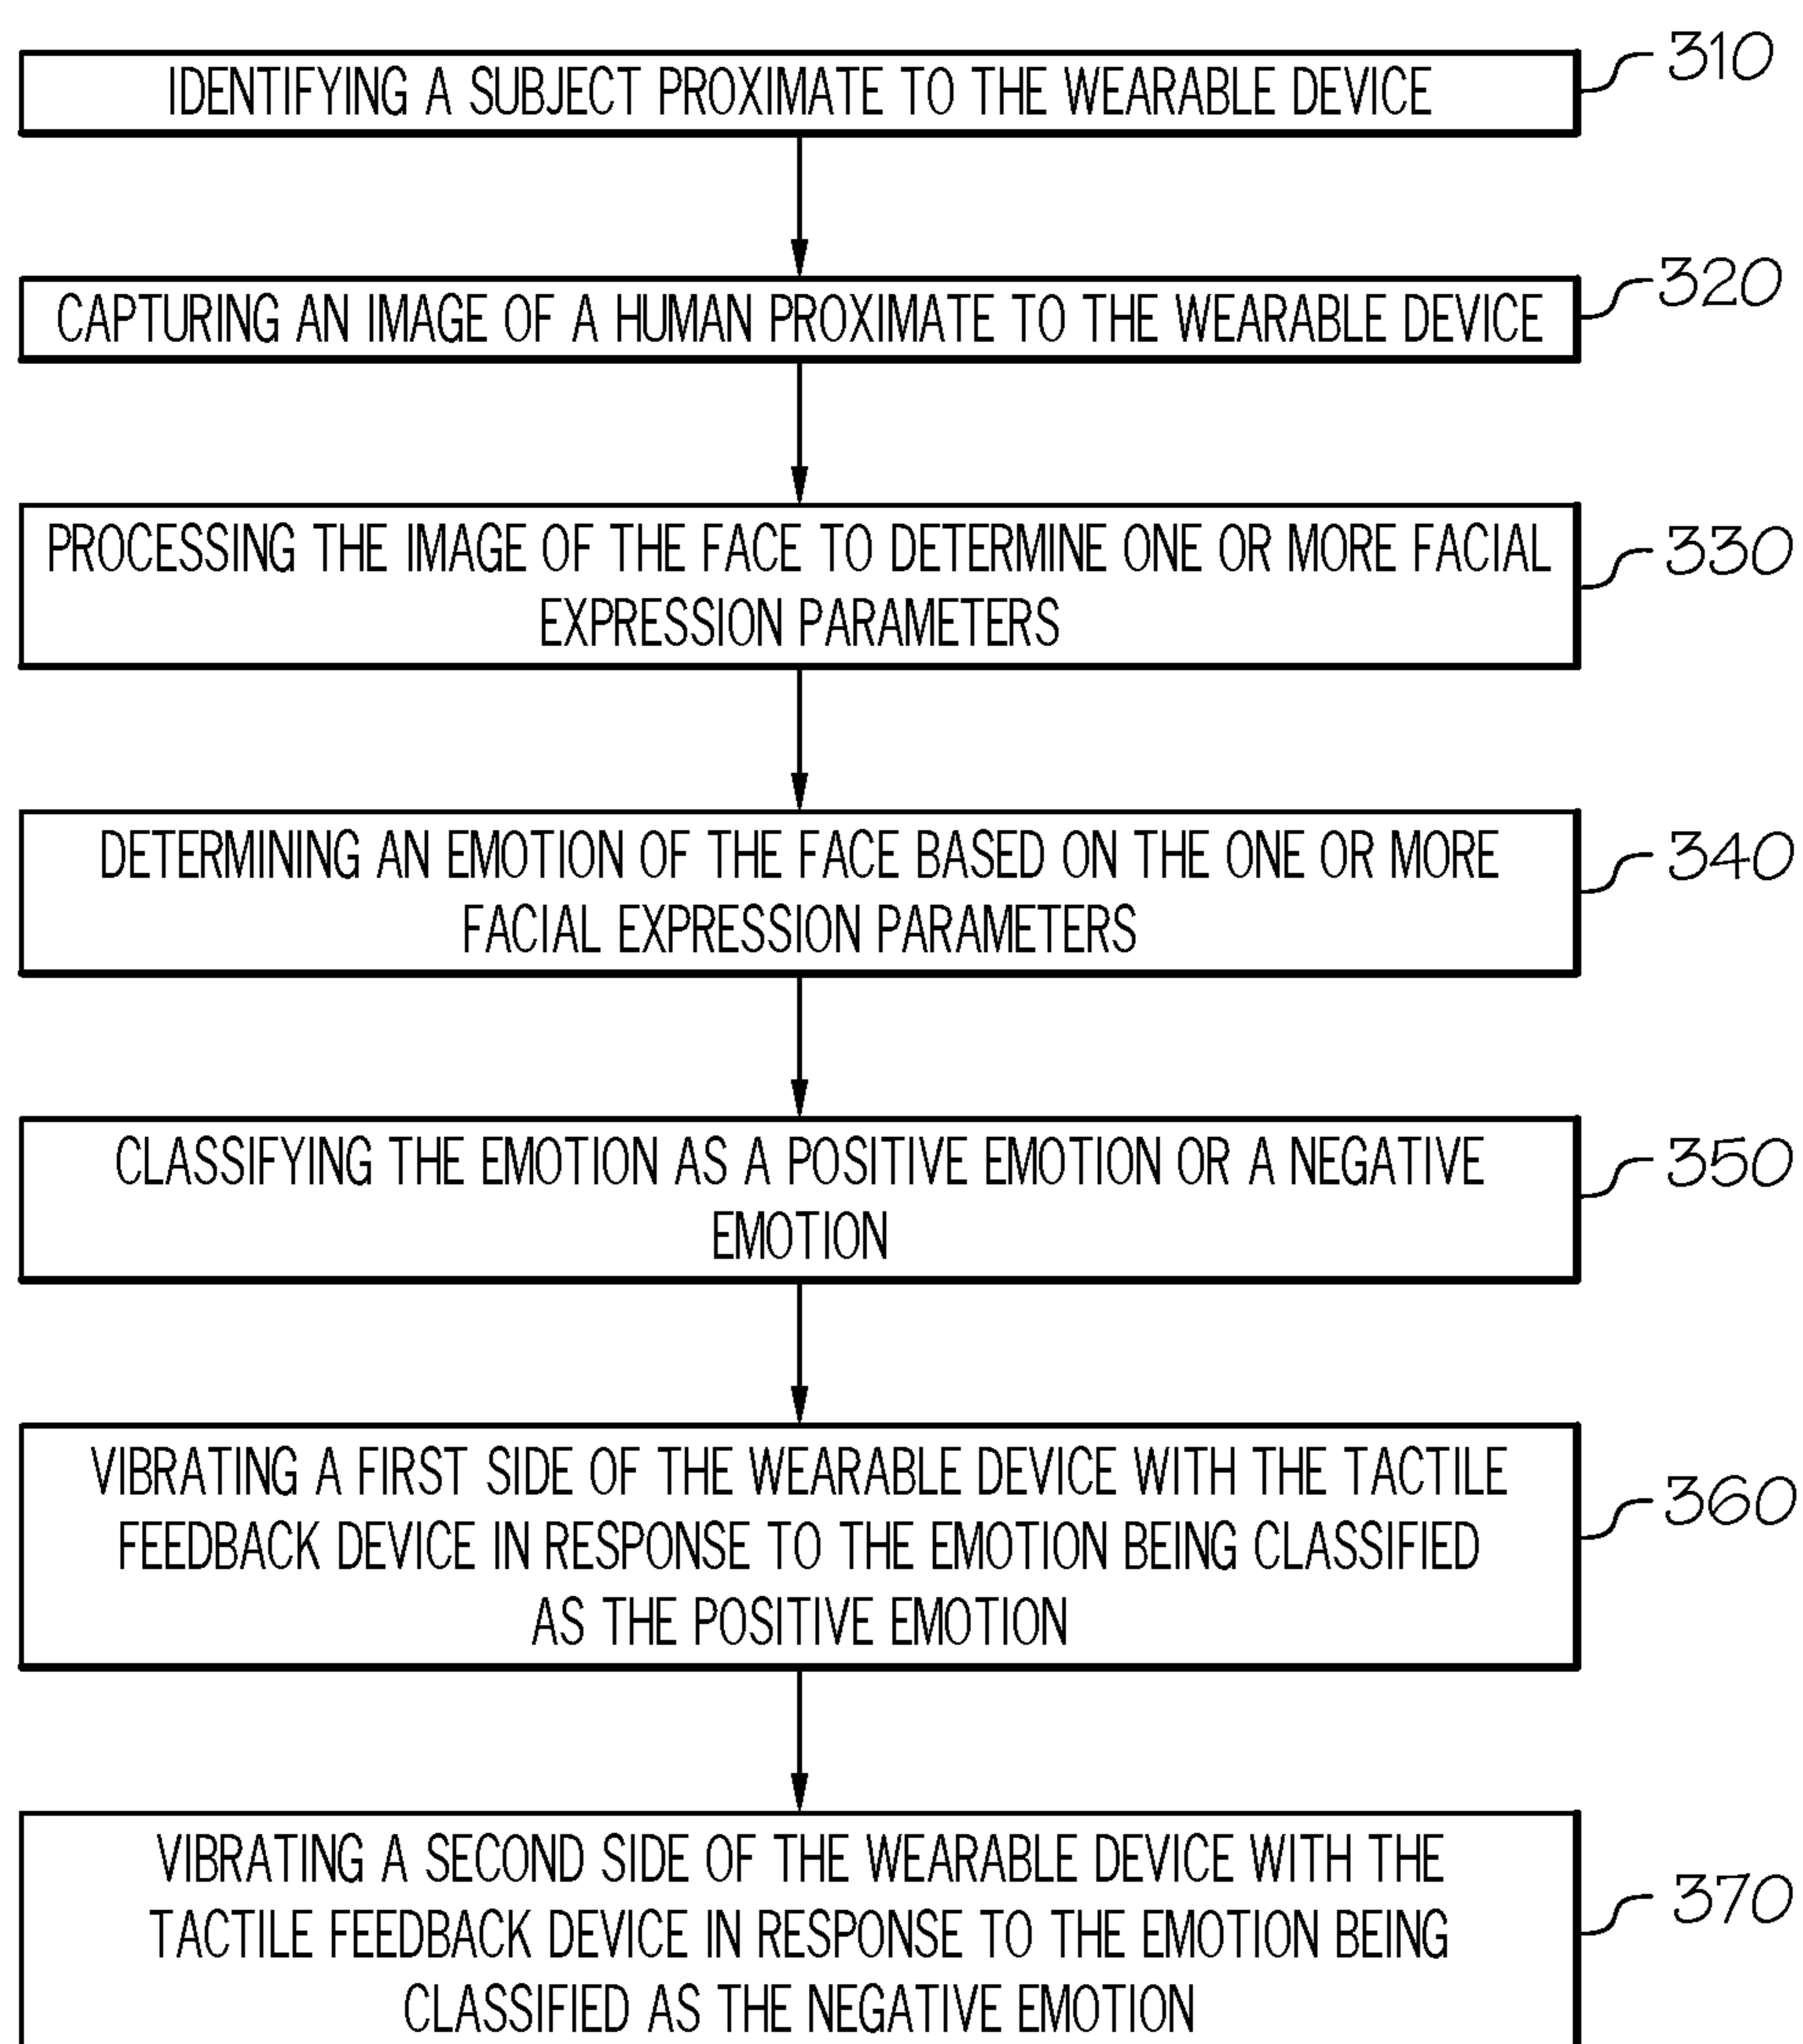 IDENTIFYING A SUBJECT PROXIMATE TO THE WEARABLE DEVICE
310
CAPTURING AN IMAGE OF A HUMAN PROXIMATE TO THE WEARABLE DEVICE
320
PROCESSING THE IMAGE OF THE FACE TO DETERMINE ONE OR MORE FACIAL
EXPRESSION PARAMETERS
330
DETERMINING AN EMOTION OF THE FACE BASED ON THE ONE OR MORE
FACIAL EXPRESSION PARAMETERS
340
CLASSIFYING THE EMOTION AS A POSITIVE EMOTION OR A NEGATIVE
EMOTION
350
VIBRATING A FIRST SIDE OF THE WEARABLE DEVICE WITH THE TACTILE
FEEDBACK DEVICE IN RESPONSE TO THE EMOTION BEING CLASSIFIED
AS THE POSITIVE EMOTION
360
VIBRATING A SECOND SIDE OF THE WEARABLE DEVICE WITH THE
TACTILE FEEDBACK DEVICE IN RESPONSE TO THE EMOTION BEING
CLASSIFIED AS THE NEGATIVE EMOTION
370